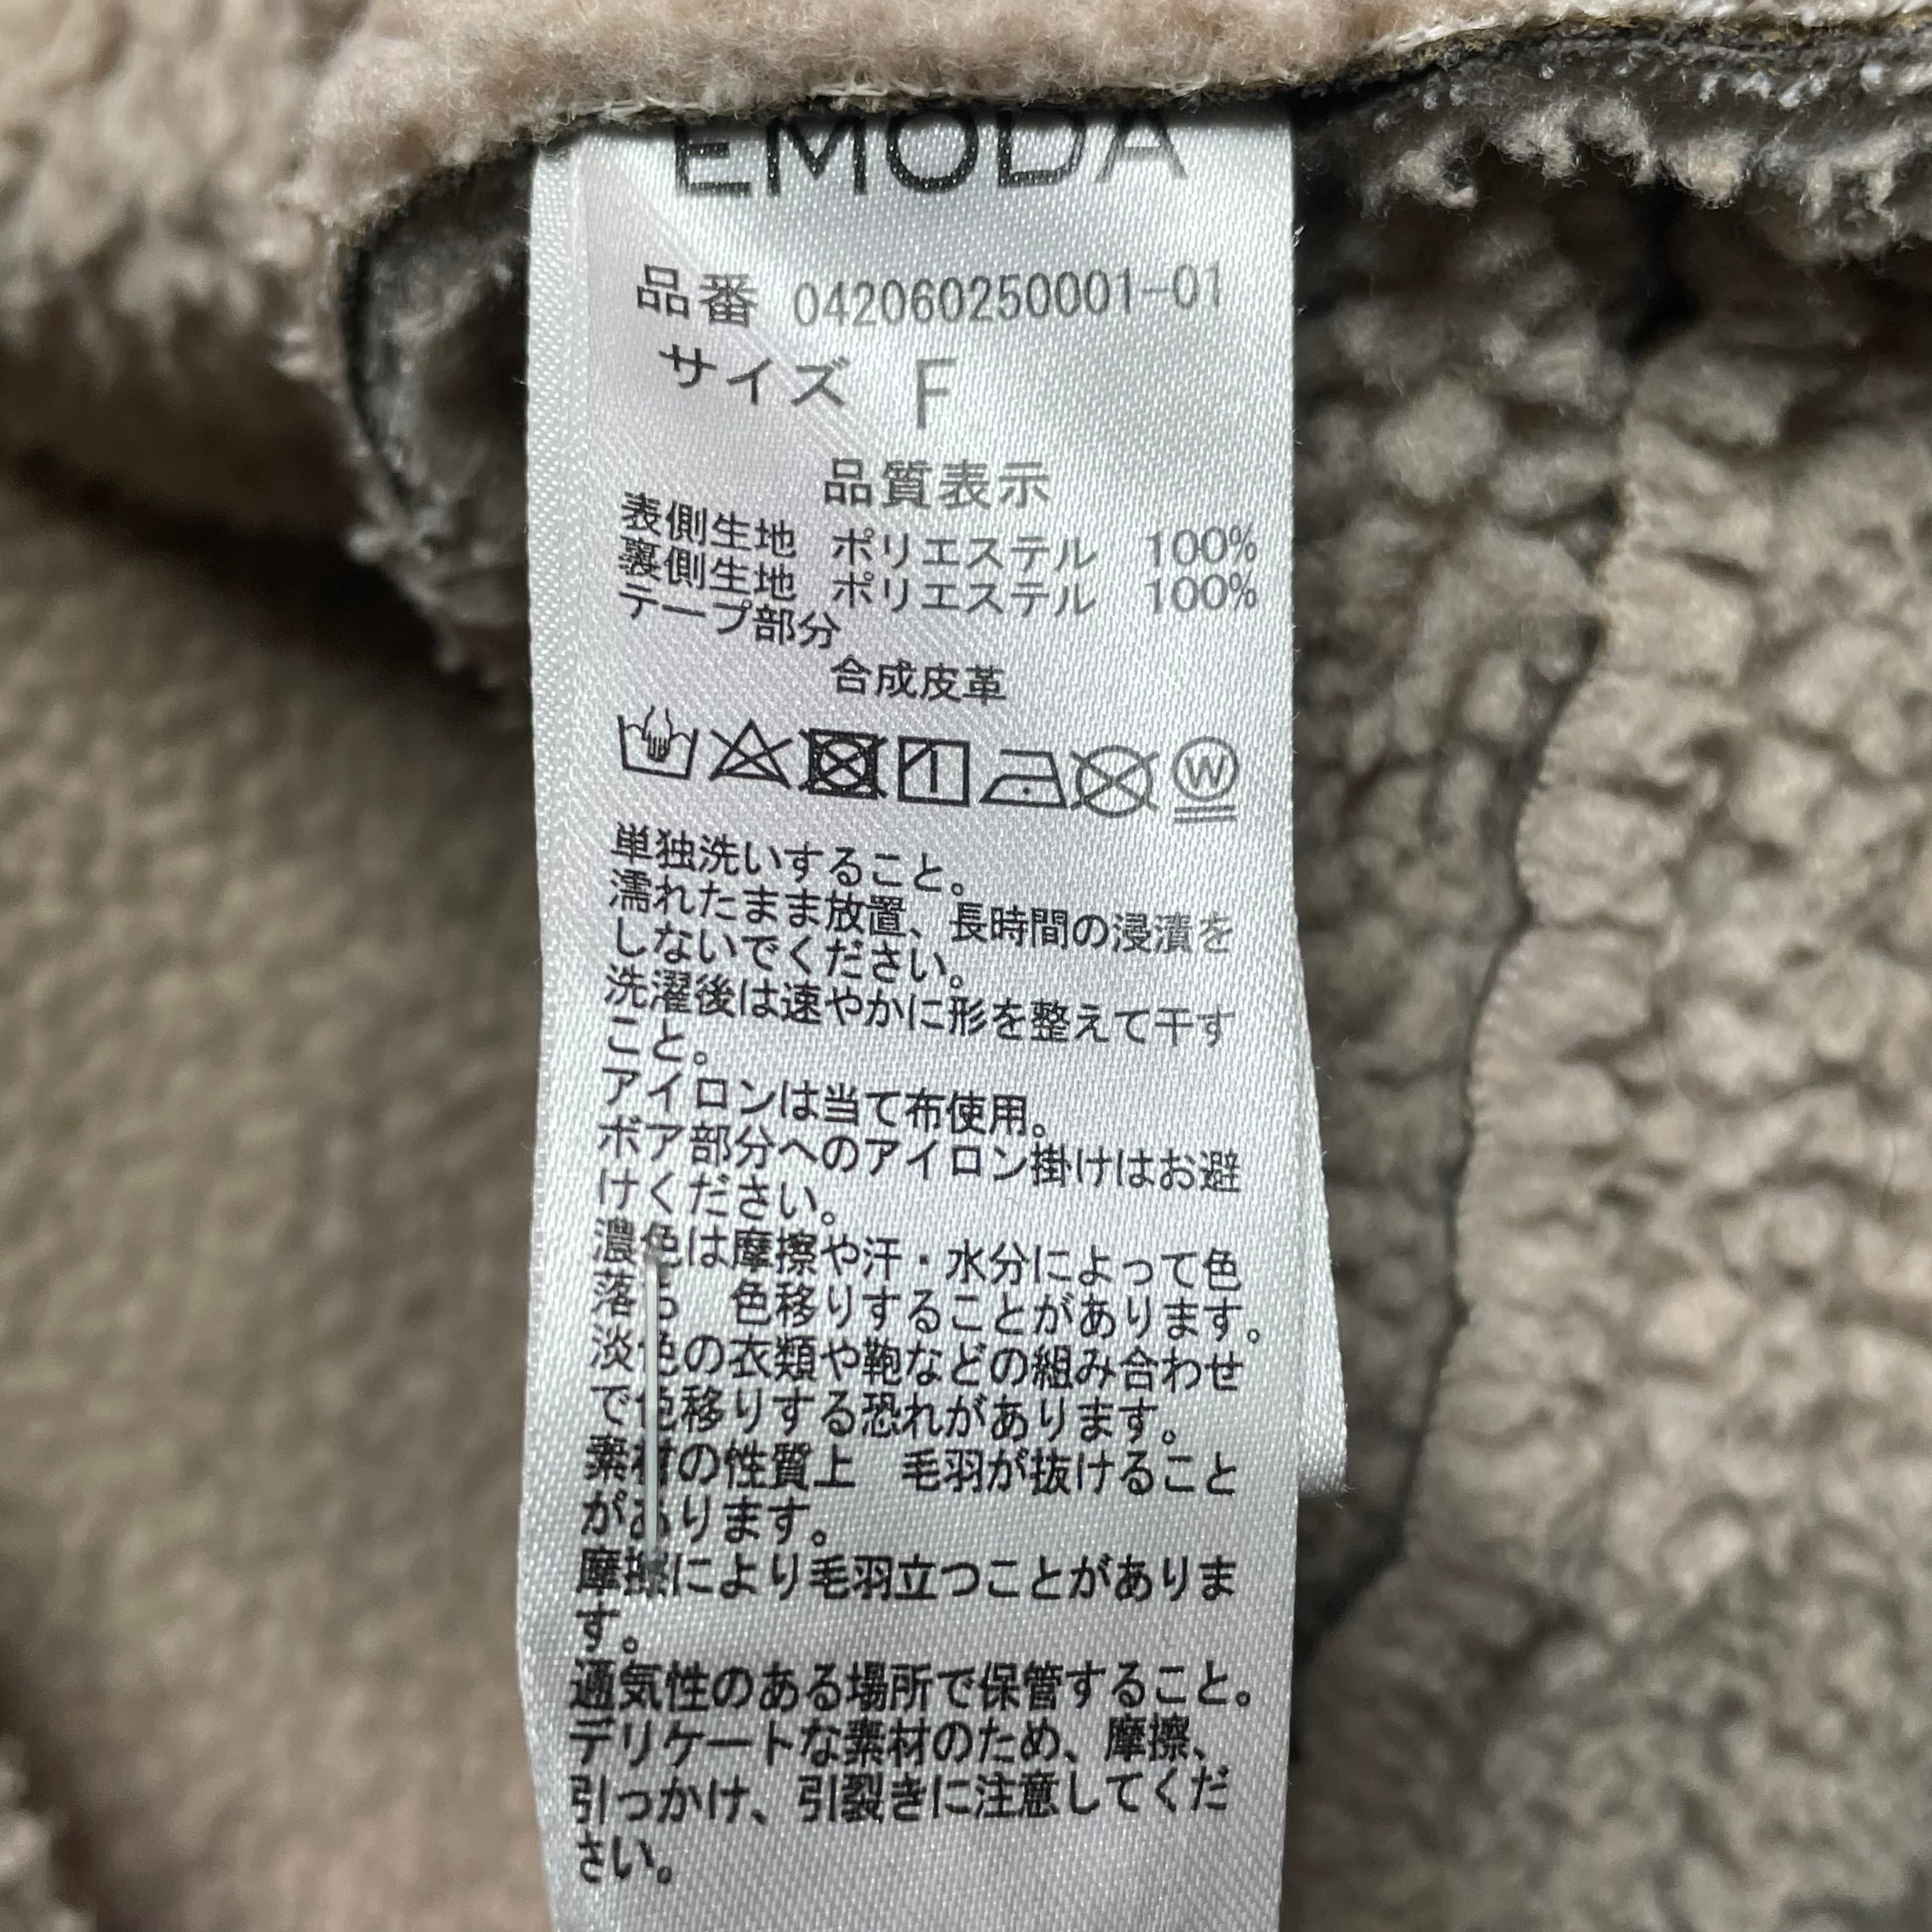 EMODA
品番 042060250001-01
サイズ F
品質表示
表側生地 ポリエステル 100%
裏側生地 ポリエステル 100%
テープ部分
合成皮革
W
単独洗いすること。
濡れたまま放置、長時間の浸漬を
しないでください。
洗濯後は速やかに形を整えて干す
こと。
アイロンは当て布使用。
ボア部分へのアイロン掛けはお避
けください。
濃色は摩擦や汗・水分によって色
落ち 色移りすることがあります。
淡色の衣類や鞄などの組み合わせ
で色移りする恐れがあります。
素材の性質上 毛羽が抜けること
があります。
摩擦により毛羽立つことがありま
す。
通気性のある場所で保管すること。
デリケートな素材のため、摩擦、
引っかけ、引裂きに注意してくだ
さい。